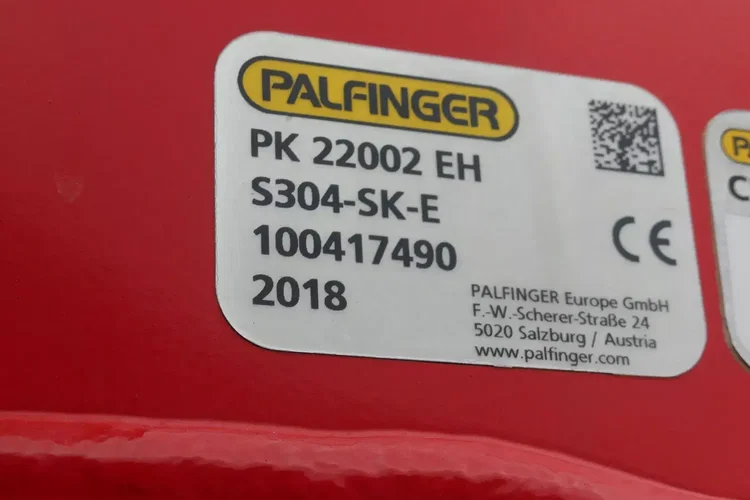 PALFINGER
PK 22002 EH
S304-SK-E
100417490
2018
CE
PALFINGER Europe GmbH
F.-W.-Scherer-Straße 24
5020 Salzburg / Austria
www.palfinger.com
P
C